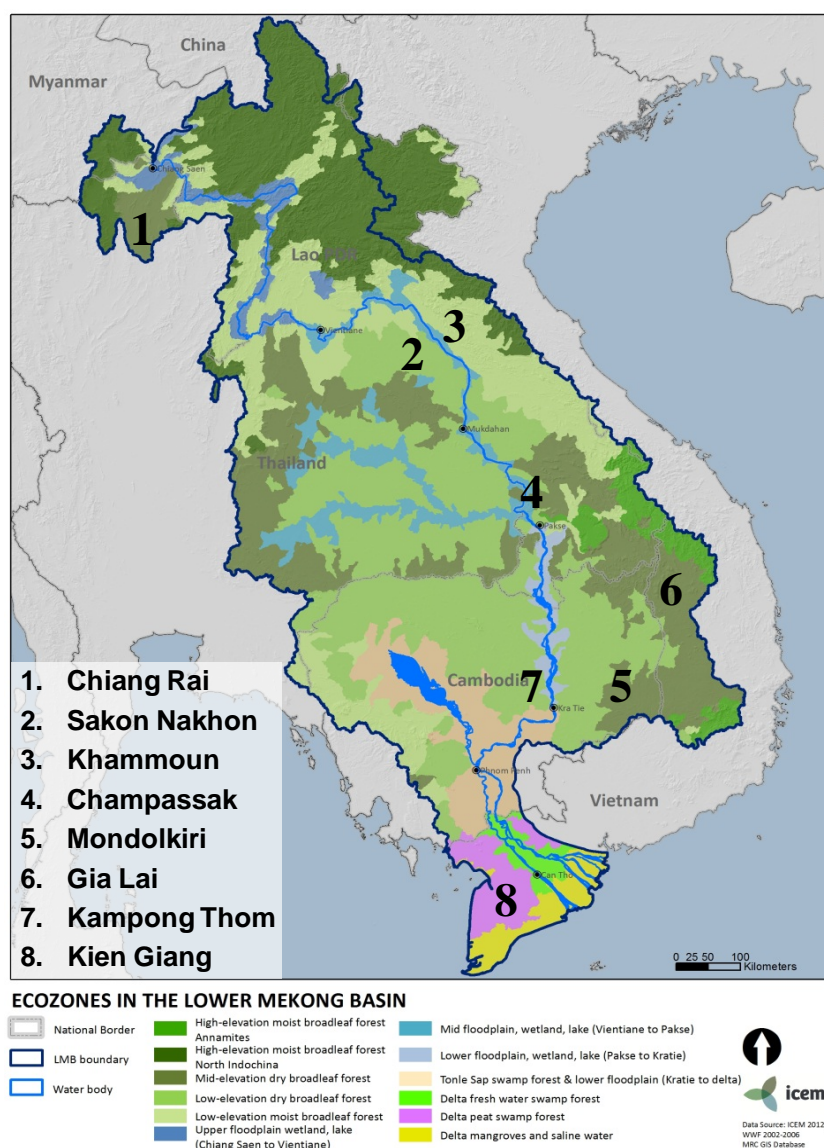 China
Myanmar
Chiang Saen
1
Lao PDR
3
Vientiane
2
Mukdahan
Thailand
4
Pakse
6
Cambodia
5
7
Kra Tie
Phnom Penh
Vietnam
Can Tho
8
1. Chiang Rai
2. Sakon Nakhon
3. Khammoun
4. Champassak
5. Mondolkiri
6. Gia Lai
7. Kampong Thom
8. Kien Giang
0 25 50 100
Kilometers
ECOZONES IN THE LOWER MEKONG BASIN
National Border
LMB boundary
Water body
High-elevation moist broadleaf forest
Annamites
High-elevation moist broadleaf forest
North Indochina
Mid-elevation dry broadleaf forest
Low-elevation dry broadleaf forest
Low-elevation moist broadleaf forest
Upper floodplain wetland, lake
(Chiang Saen to Vientiane)
Mid floodplain, wetland, lake (Vientiane to Pakse)
Lower floodplain, wetland, lake (Pakse to Kratie)
Tonle Sap swamp forest & lower floodplain (Kratie to delta)
Delta fresh water swamp forest
Delta peat swamp forest
Delta mangroves and saline water
icem
Data Source: ICEM 2012
WWF 2002-2006
MRC GIS Database